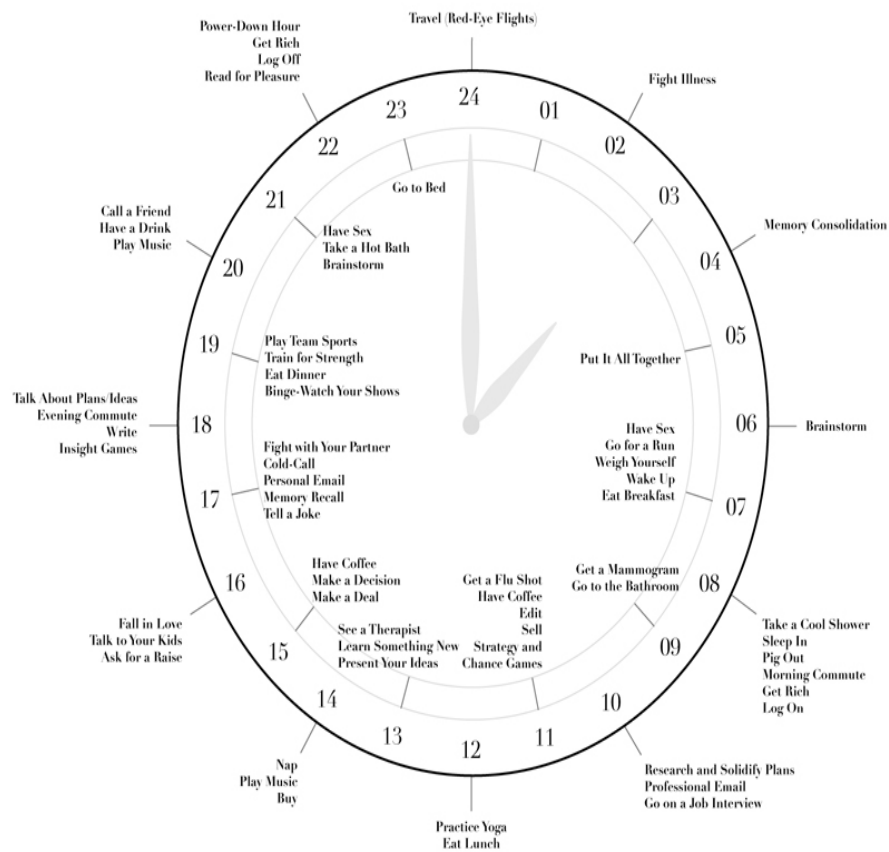 Travel (Red-Eye Flights)
Power-Down Hour
Get Rich
Log Off
Read for Pleasure
Fight Illness
24
23
01
22
02
21
03
Go to Bed
Call a Friend
Have a Drink
Play Music
Have Sex
Take a Hot Bath
Brainstorm
Memory Consolidation
20
04
19
05
Play Team Sports
Train for Strength
Eat Dinner
Binge-Watch Your Shows
Put It All Together
Talk About Plans/Ideas
Evening Commute
Write
Insight Games
18
06
Brainstorm
Fight with Your Partner
Cold-Call
Personal Email
Memory Recall
Tell a Joke
Have Sex
Go for a Run
Weigh Yourself
Wake Up
Eat Breakfast
17
07
Have Coffee
Make a Decision
Make a Deal
Get a Flu Shot
Have Coffee
Edit
Sell
Strategy and
Chance Games
Get a Mammogram
Go to the Bathroom
16
08
Fall in Love
Talk to Your Kids
Ask for a Raise
See a Therapist
Learn Something New
Present Your Ideas
Take a Cool Shower
Sleep In
Pig Out
Morning Commute
Get Rich
Log On
15
09
14
10
13
11
12
Nap
Play Music
Buy
Research and Solidify Plans
Professional Email
Go on a Job Interview
Practice Yoga
Eat Lunch